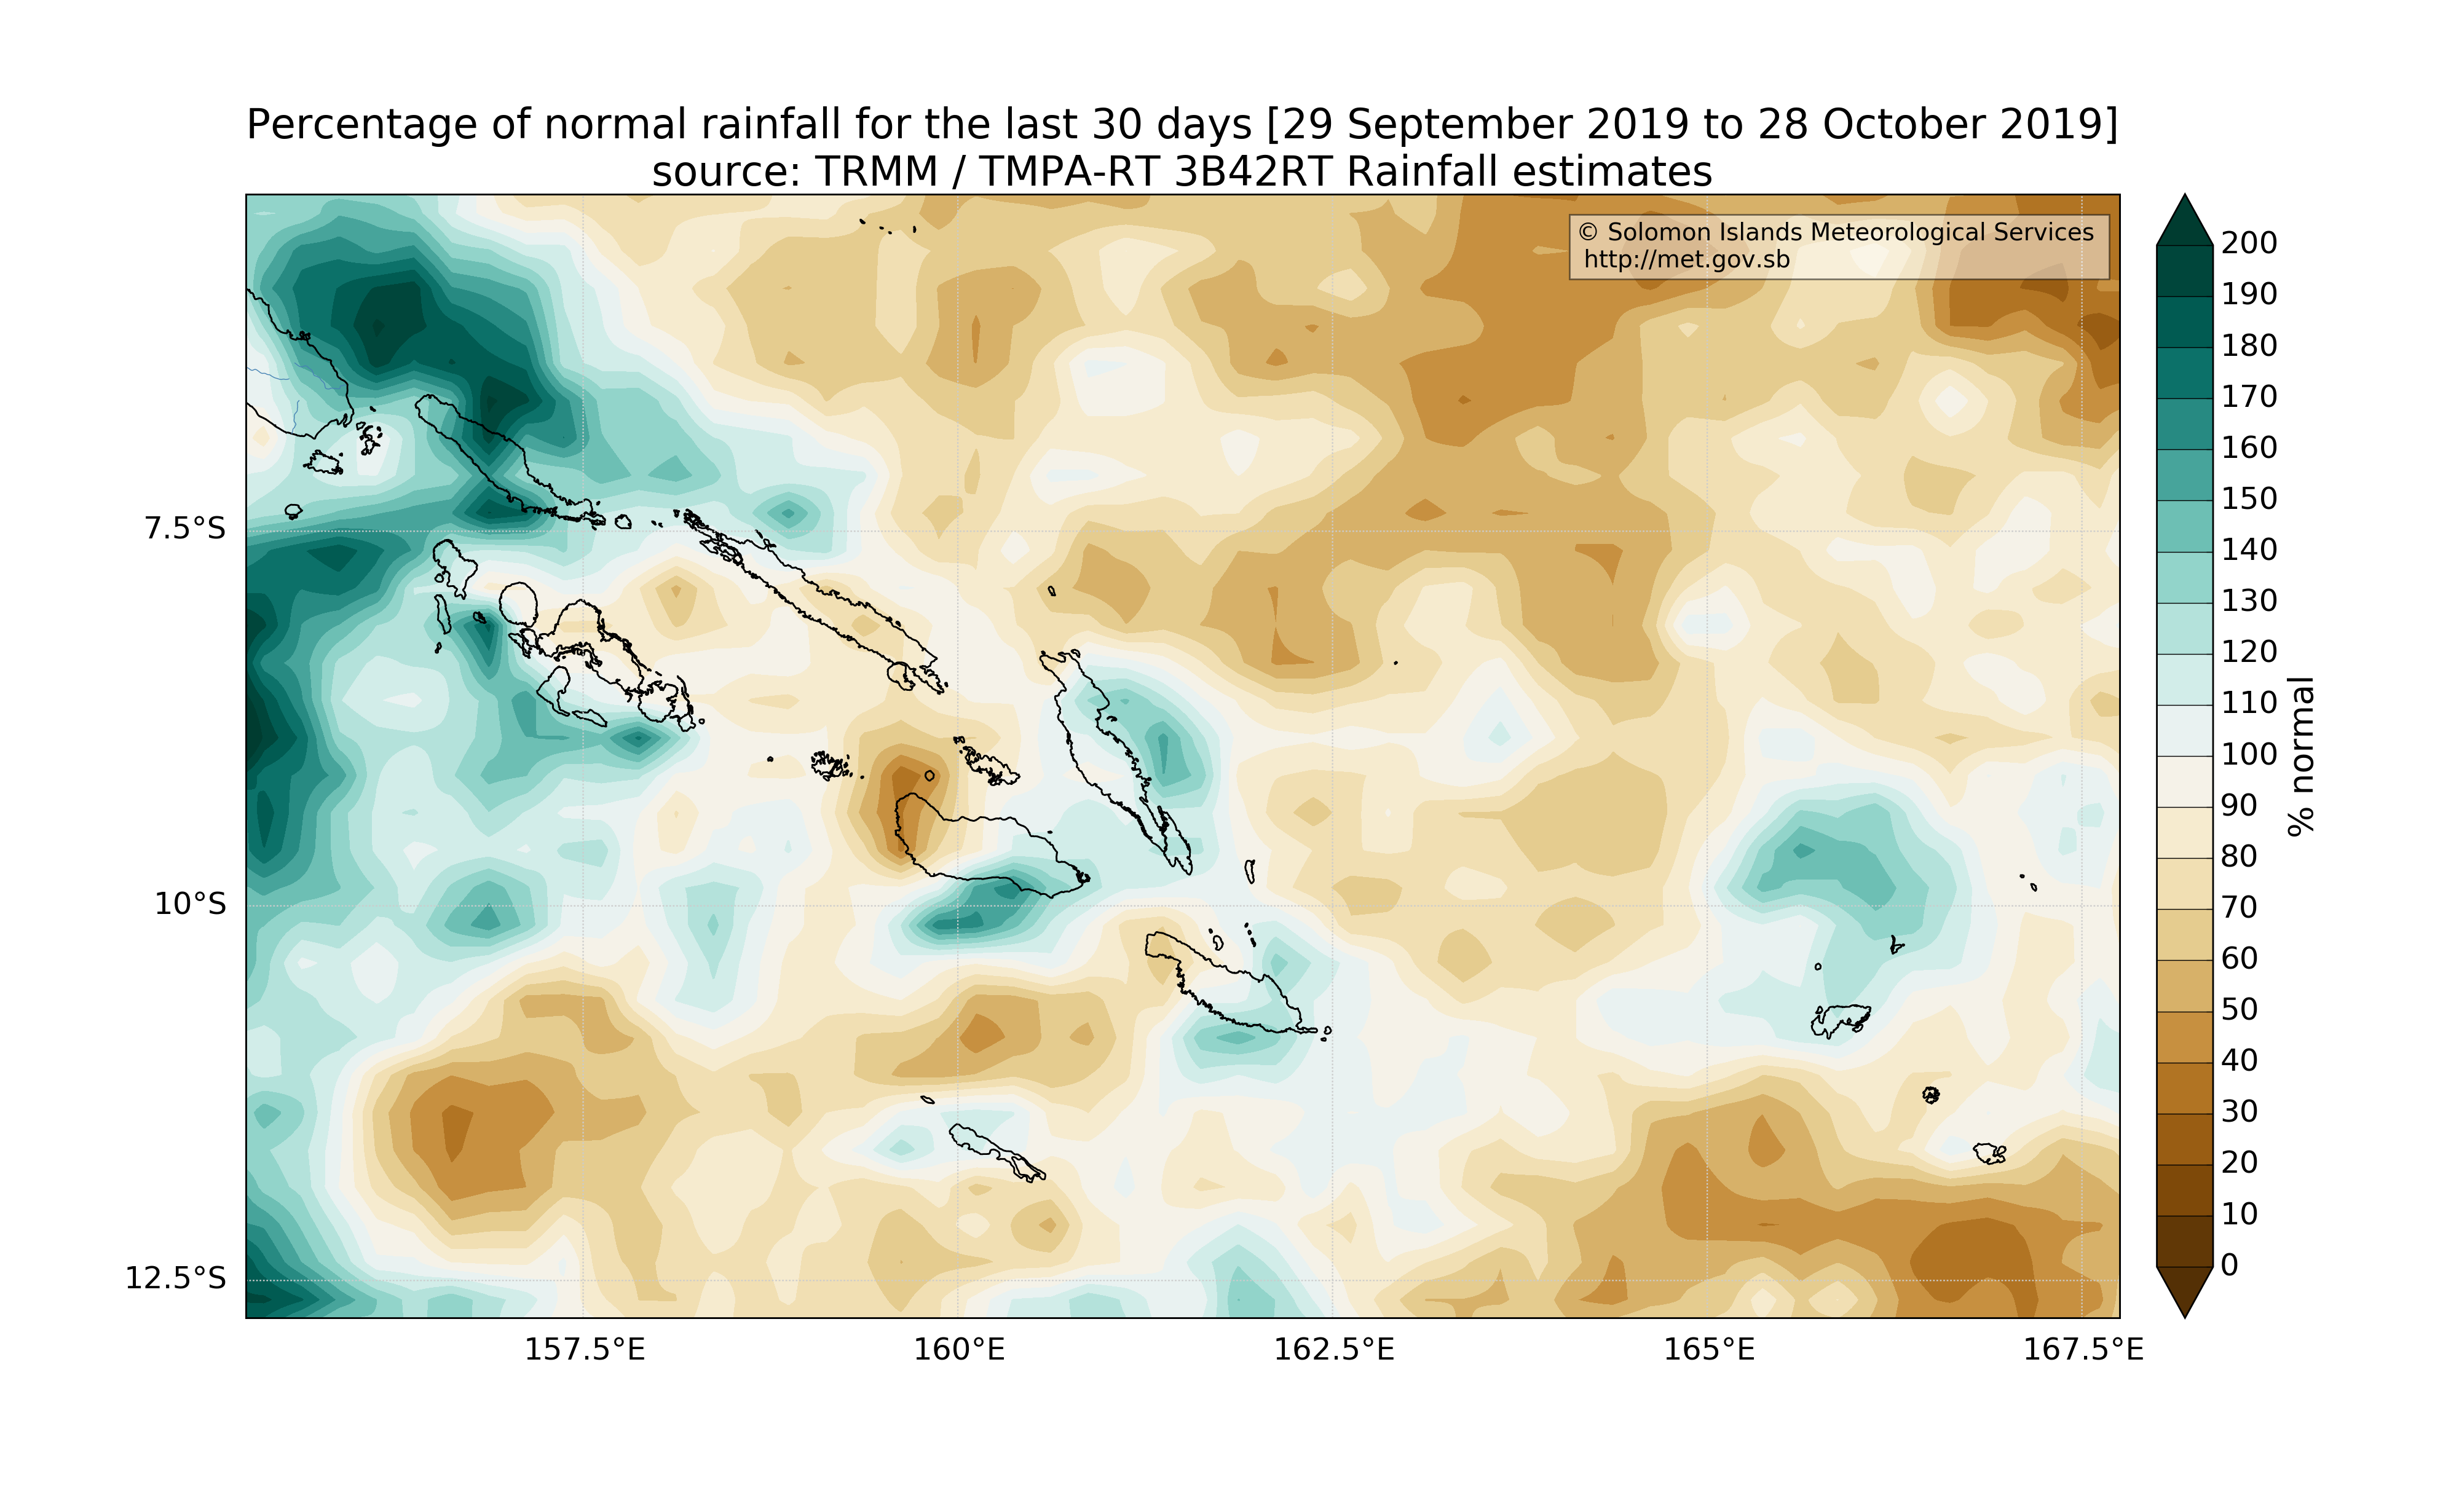 Percentage of normal rainfall for the last 30 days [29 September 2019 to 28 October 2019]
source: TRMM / TMPA-RT 3B42RT Rainfall estimates
© Solomon Islands Meteorological Services
http://met.gov.sb
7.5°S
10°S
12.5°S
157.5°E
160°E
162.5°E
165°E
167.5°E
200
190
180
170
160
150
140
130
120
110
100
90
80
70
60
50
40
30
20
10
0
% normal